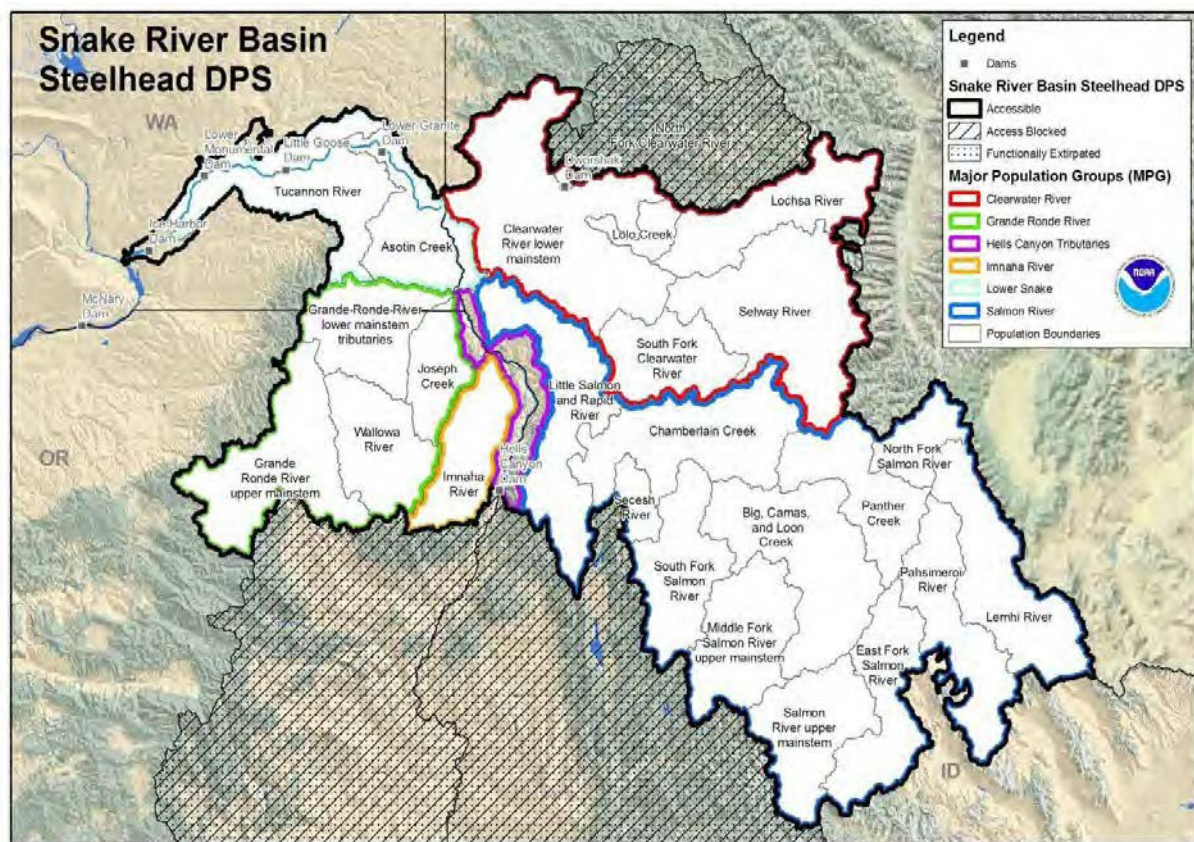 Snake River Basin
Steelhead DPS
WA
OR
ID
Legend
Dams
Snake River Basin Steelhead DPS
Accessible
Access Blocked
Functionally Extirpated
Major Population Groups (MPG)
Clearwater River
Grande Ronde River
Hells Canyon Tributaries
Imnaha River
Lower Snake
Salmon River
Population Boundaries
NOAA
Lower
Monumental
Dam
Little Goose
Dam
Lower Granite
Dam
Tucannon River
Ice Harbor
Dam
McNary
Dam
Asotin Creek
North
Fork Clearwater River
Dworshak
Dam
Lochsa River
Clearwater
River lower
mainstem
Lolo Creek
Selway River
South Fork
Clearwater
River
Grande-Ronde-River
lower mainstem
tributaries
Joseph
Creek
Wallowa
River
Grande
Ronde River
upper mainstem
Imnaha
River
Hells
Canyon
Dam
Little Salmon
and Rapid
River
Chamberlain Creek
North Fork
Salmon River
Secesh
River
Big, Camas,
and Loon
Creek
Panther
Creek
South Fork
Salmon
River
Pahsimeroi
River
Lemhi River
Middle Fork
Salmon River
upper mainstem
East Fork
Salmon
River
Salmon
River upper
mainstem